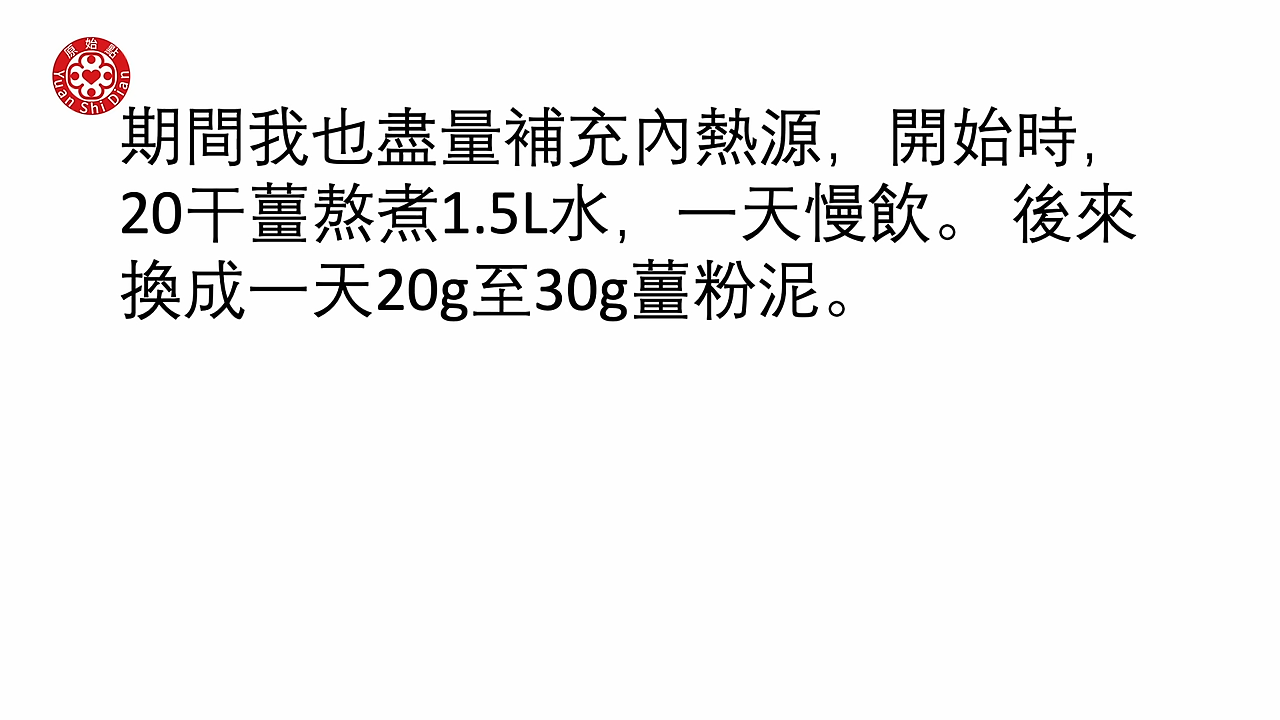 原始點
Yuan Shi Dian
期間我也盡量補充內熱源，開始時，
20干薑熬煮1.5L水，一天慢飲。 後來
換成一天20g至30g薑粉泥。